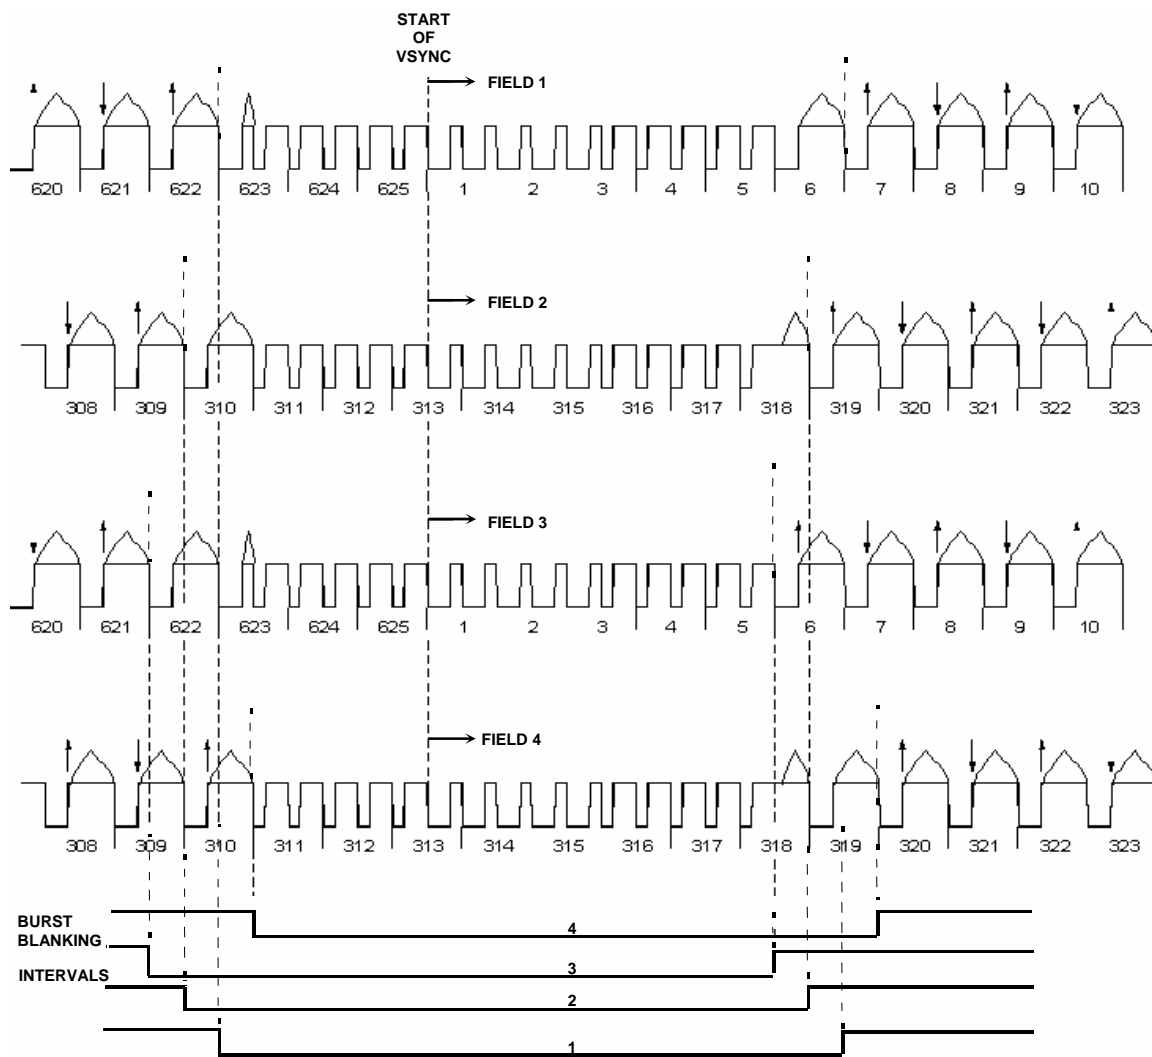 START
OF
VSYNC
FIELD 1
620 621 622 623 624 625 1 2 3 4 5 6 7 8 9 10
FIELD 2
308 309 310 311 312 313 314 315 316 317 318 319 320 321 322 323
FIELD 3
620 621 622 623 624 625 1 2 3 4 5 6 7 8 9 10
FIELD 4
308 309 310 311 312 313 314 315 316 317 318 319 320 321 322 323
BURST
BLANKING
INTERVALS
4
3
2
1